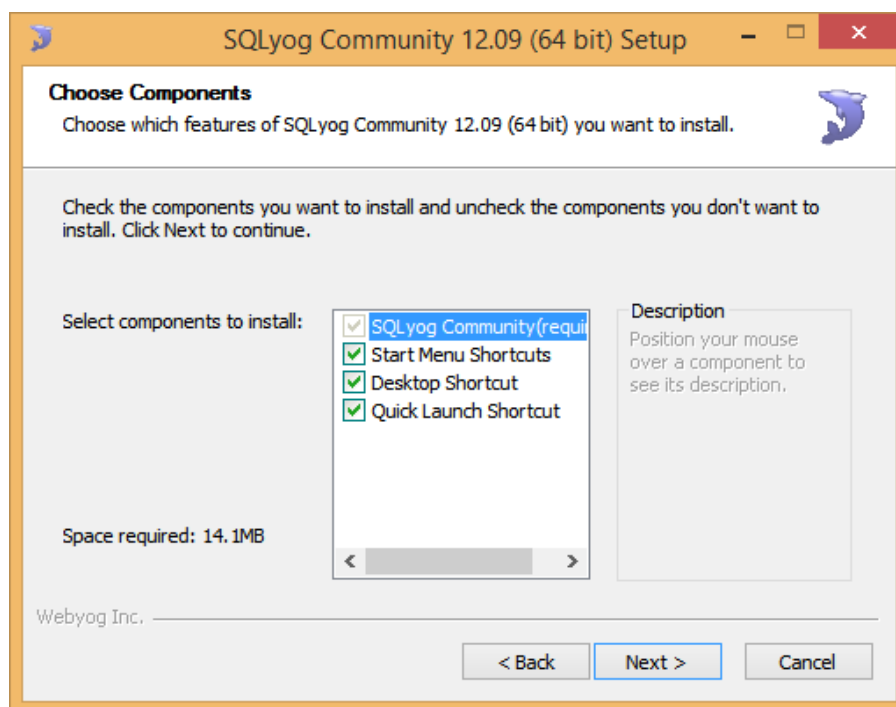 SQLyog Community 12.09 (64 bit) Setup
Choose Components
Choose which features of SQLyog Community 12.09 (64 bit) you want to install.
Check the components you want to install and uncheck the components you don't want to
install. Click Next to continue.
Select components to install:
SQLyog Community(requi
Start Menu Shortcuts
Desktop Shortcut
Quick Launch Shortcut
Description
Position your mouse
over a component to
see its description.
Space required: 14.1MB
Webyog Inc.
< Back
Next >
Cancel